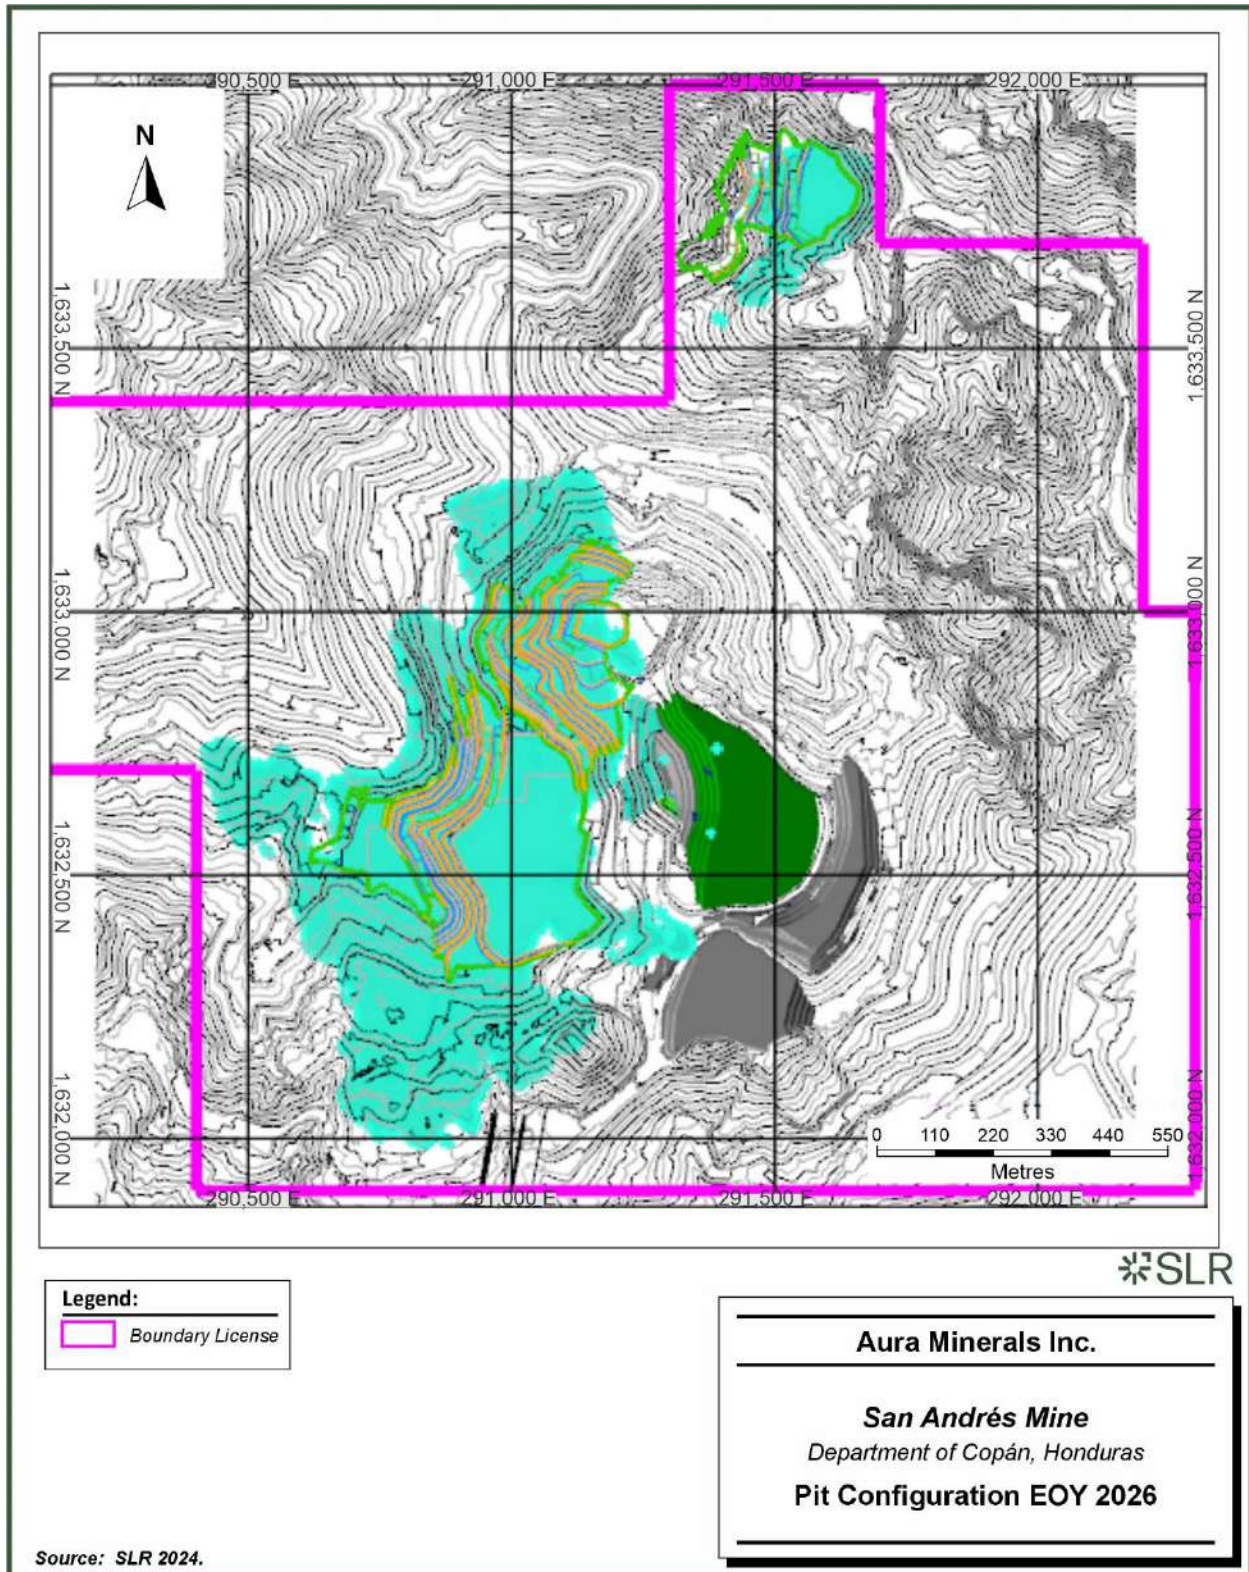 290,500 E
291,000 E
291,500 E
292,000 E
N
1,633,500 N
1,633,500 N
1,633,000 N
1,633,000 N
1,632,500 N
1,632,500 N
1,632,000 N
1,632,000 N
0 110 220 330 440 550
Metres
290,500 E
291,000 E
291,500 E
292,000 E
SLR
Legend:
Boundary License
Aura Minerals Inc.
San Andrés Mine
Department of Copán, Honduras
Pit Configuration EOY 2026
Source: SLR 2024.